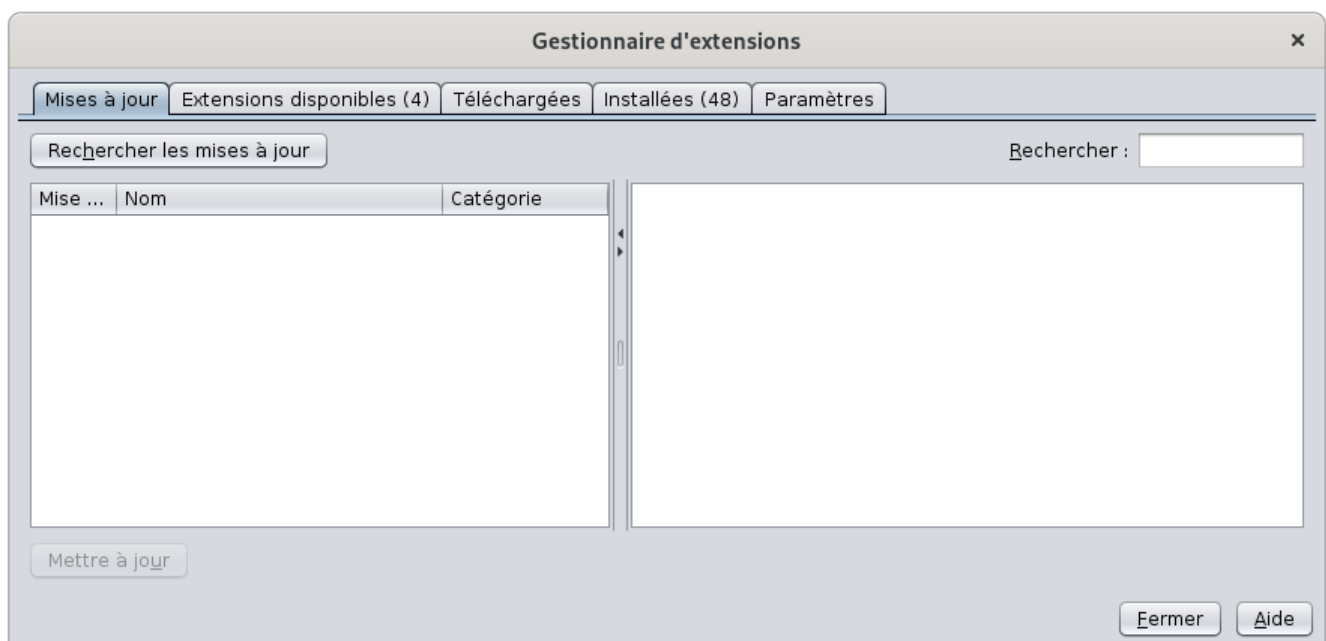 Gestionnaire d'extensions ×
Mises à jour Extensions disponibles (4) Téléchargées Installées (48) Paramètres
Rechercher les mises à jour Rechercher :
Mise ... Nom Catégorie
Mettre à jour
Fermer Aide